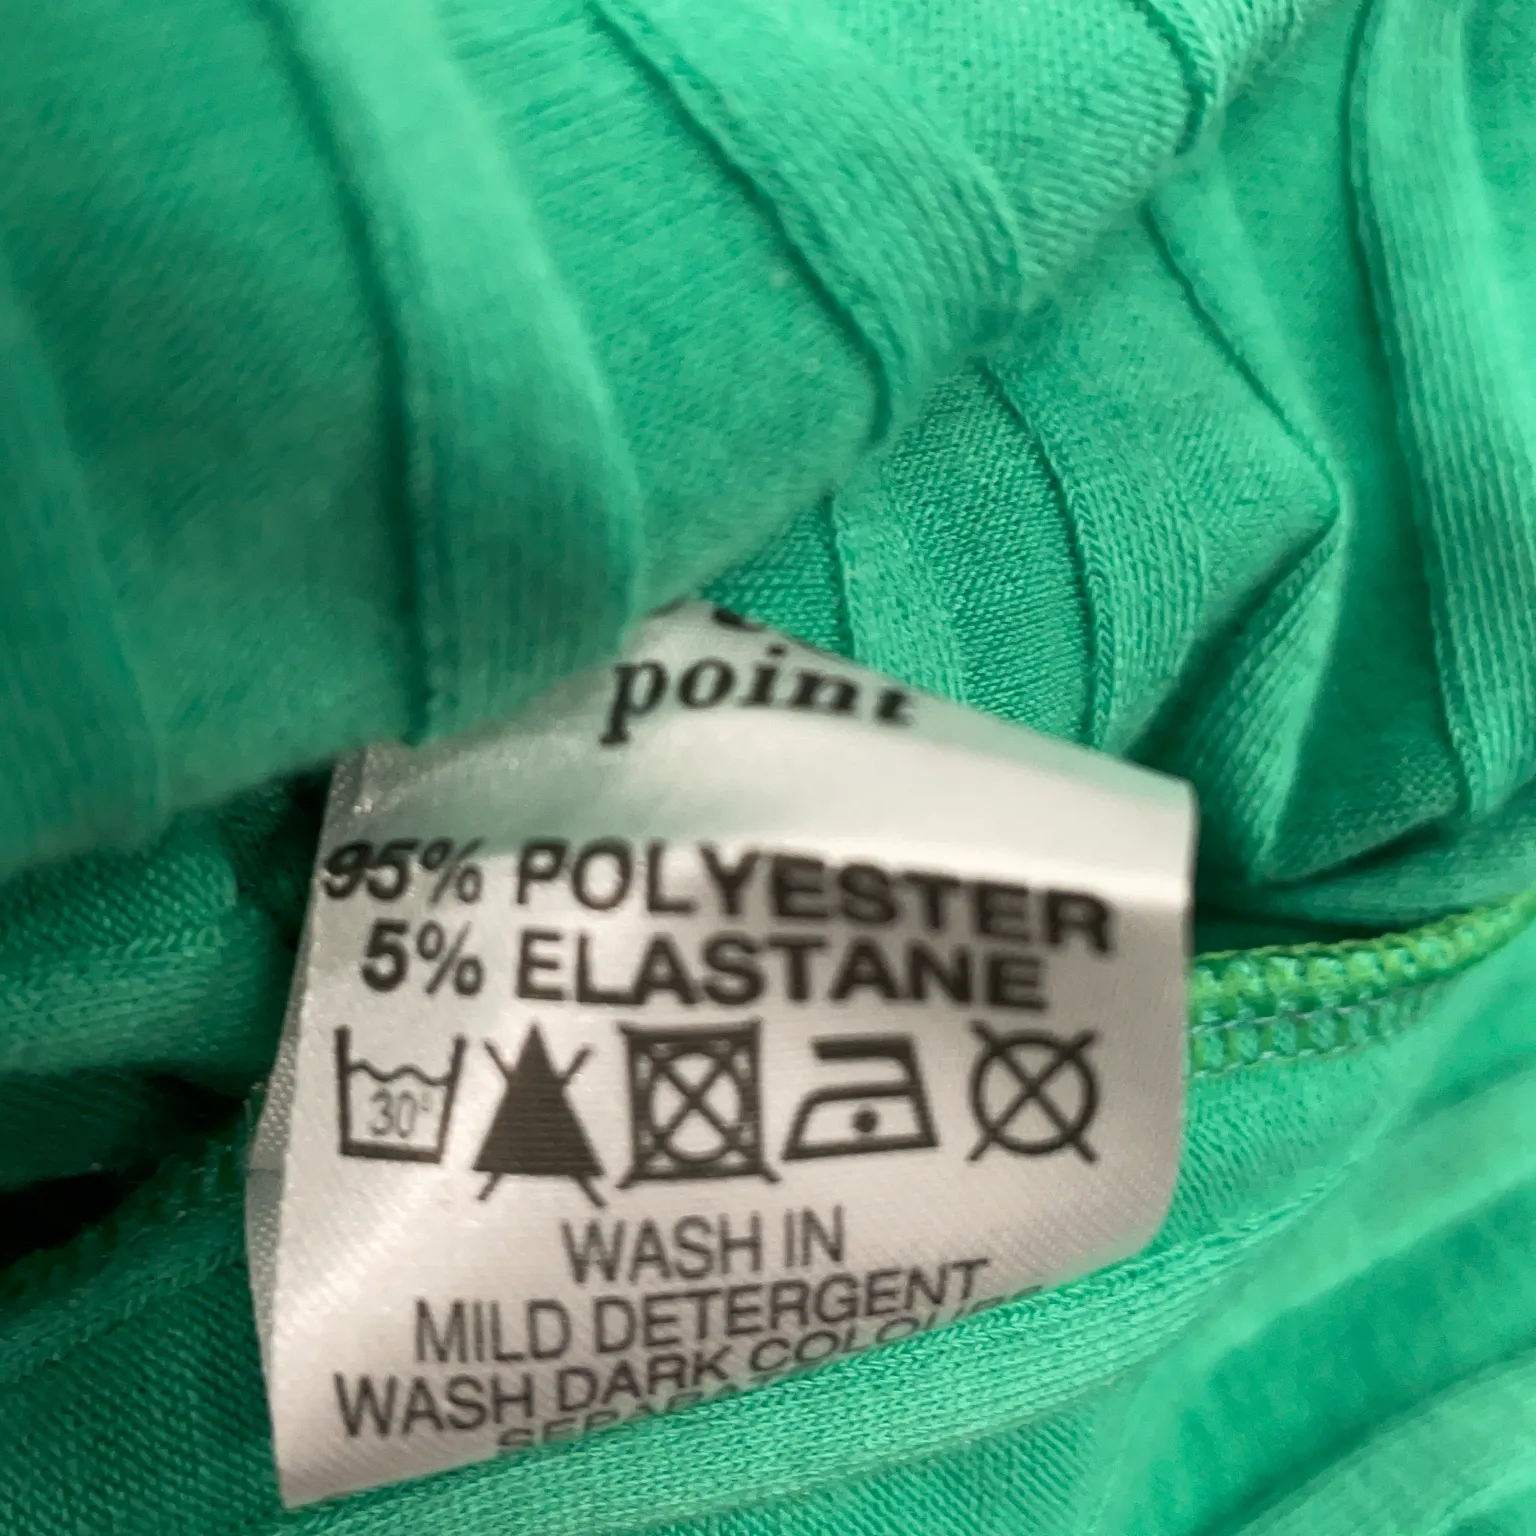 point
95% POLYESTER
5% ELASTANE
30°
WASH IN
MILD DETERGENT
WASH DARK